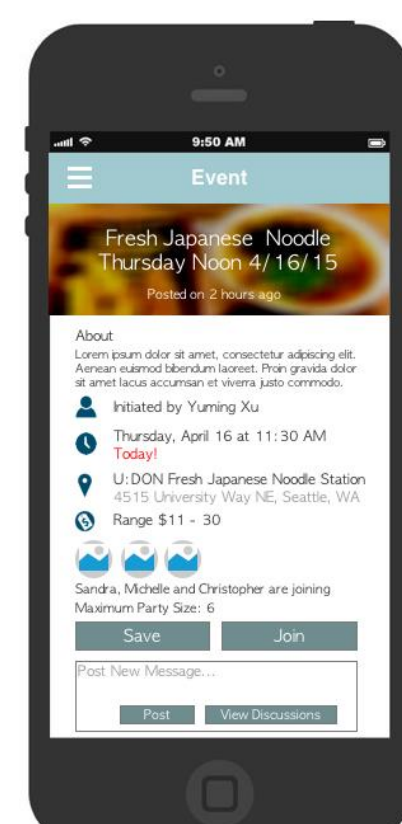 9:50 AM
Event
Fresh Japanese Noodle
Thursday Noon 4/16/15
Posted on 2 hours ago
About
Lorem ipsum dolor sit amet, consectetur adipiscing elit.
Aenean euismod bibendum laoreet. Proin gravida dolor
sit amet lacus accumsan et viverra justo commodo.
Initiated by Yuming Xu
Thursday, April 16 at 11:30 AM
Today!
U:DON Fresh Japanese Noodle Station
4515 University Way NE, Seattle, WA
Range $11 - 30
Sandra, Michelle and Christopher are joining
Maximum Party Size: 6
Save Join
Post New Message...
Post View Discussions